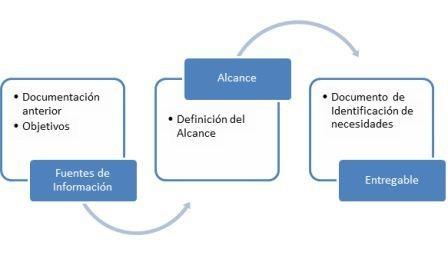 • Documentación
anterior
• Objetivos
Fuentes de
Información
Alcance
• Definición del
Alcance
• Documento de
Identificación de
necesidades
Entregable